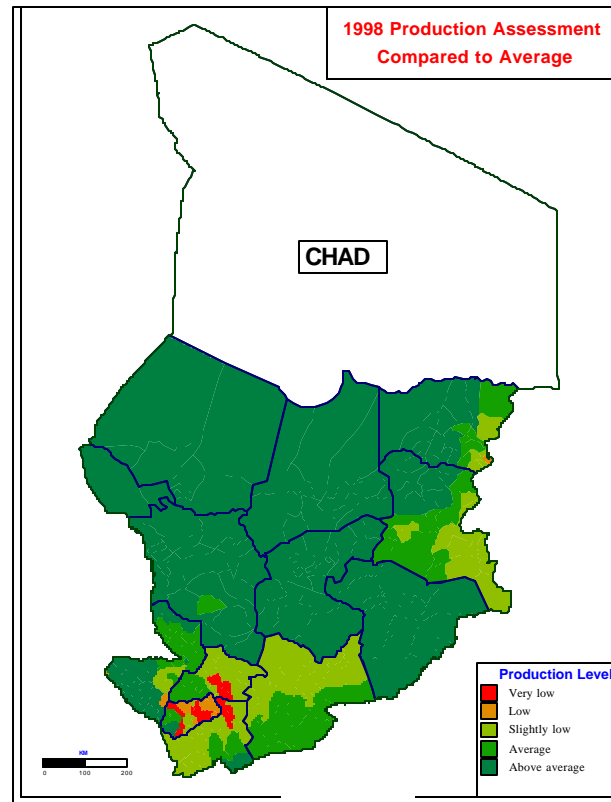 1998 Production Assessment
Compared to Average
CHAD
Production Level
Very low
Low
Slightly low
Average
Above average
KM
0 100 200